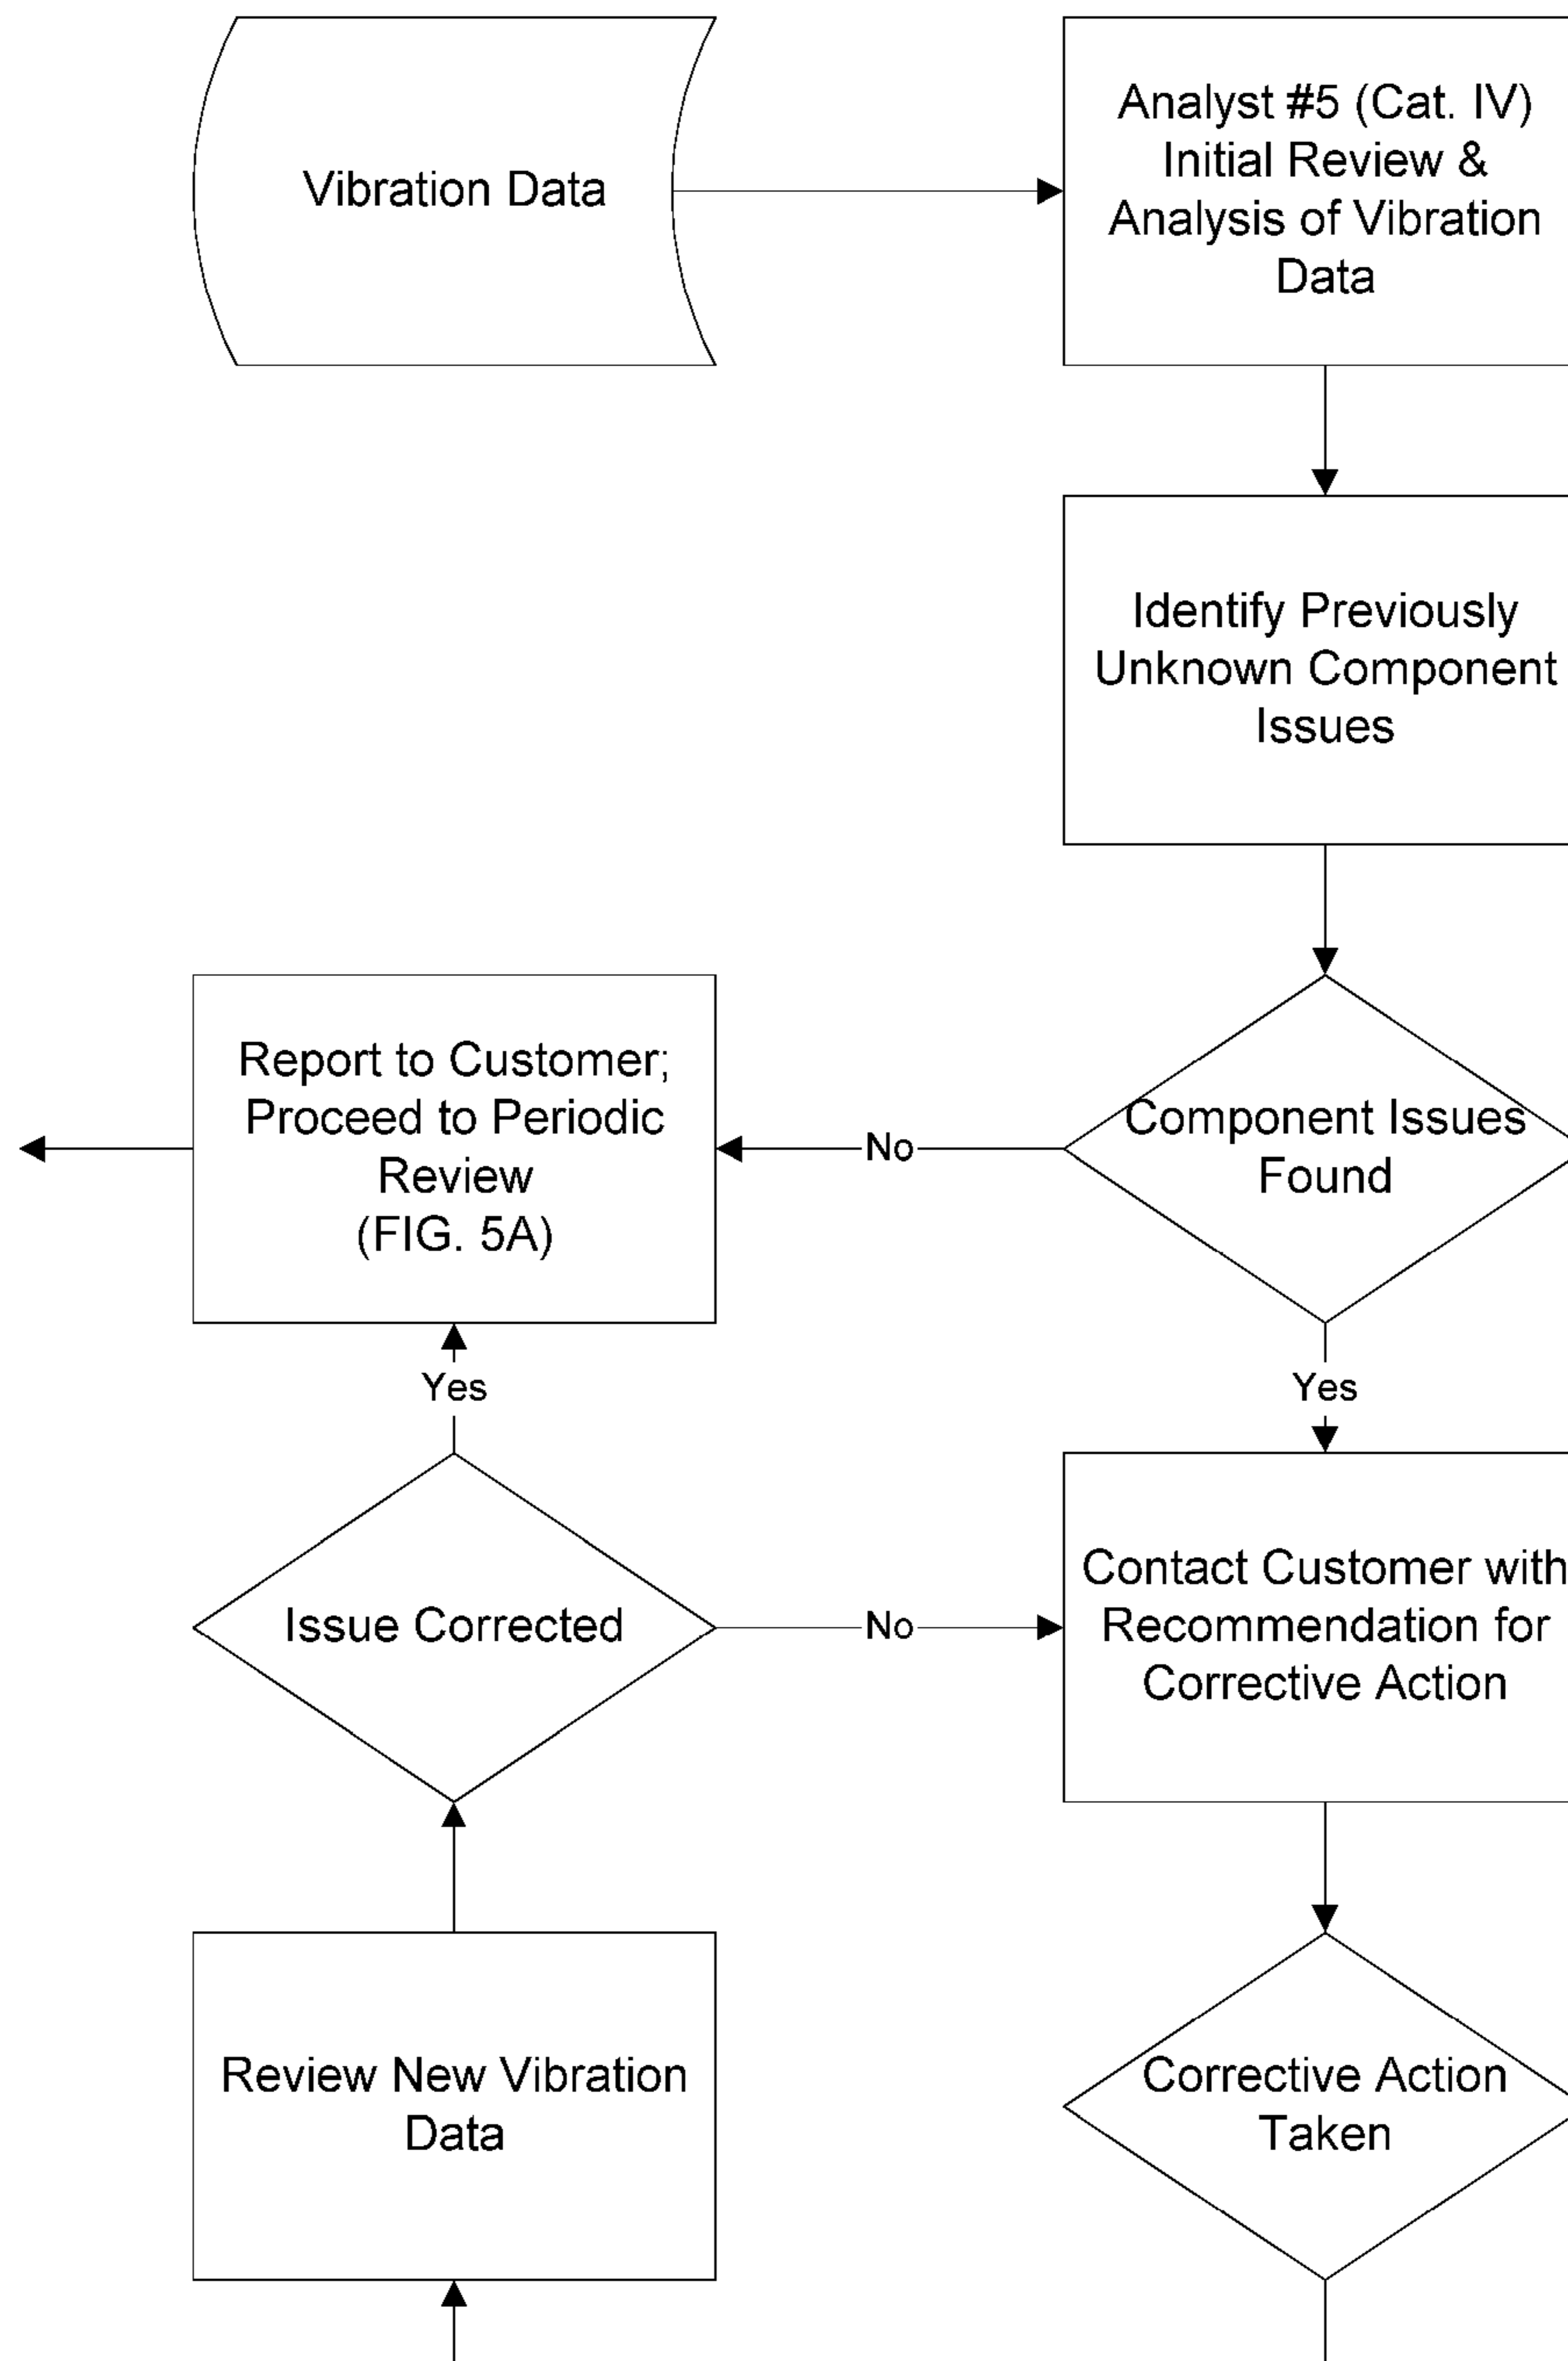 Vibration Data
Analyst #5 (Cat. IV)
Initial Review &
Analysis of Vibration
Data
Identify Previously
Unknown Component
Issues
Report to Customer;
Proceed to Periodic
Review
(FIG. 5A)
No
Component Issues
Found
Yes
Yes
Issue Corrected
No
Contact Customer with
Recommendation for
Corrective Action
Review New Vibration
Data
Corrective Action
Taken